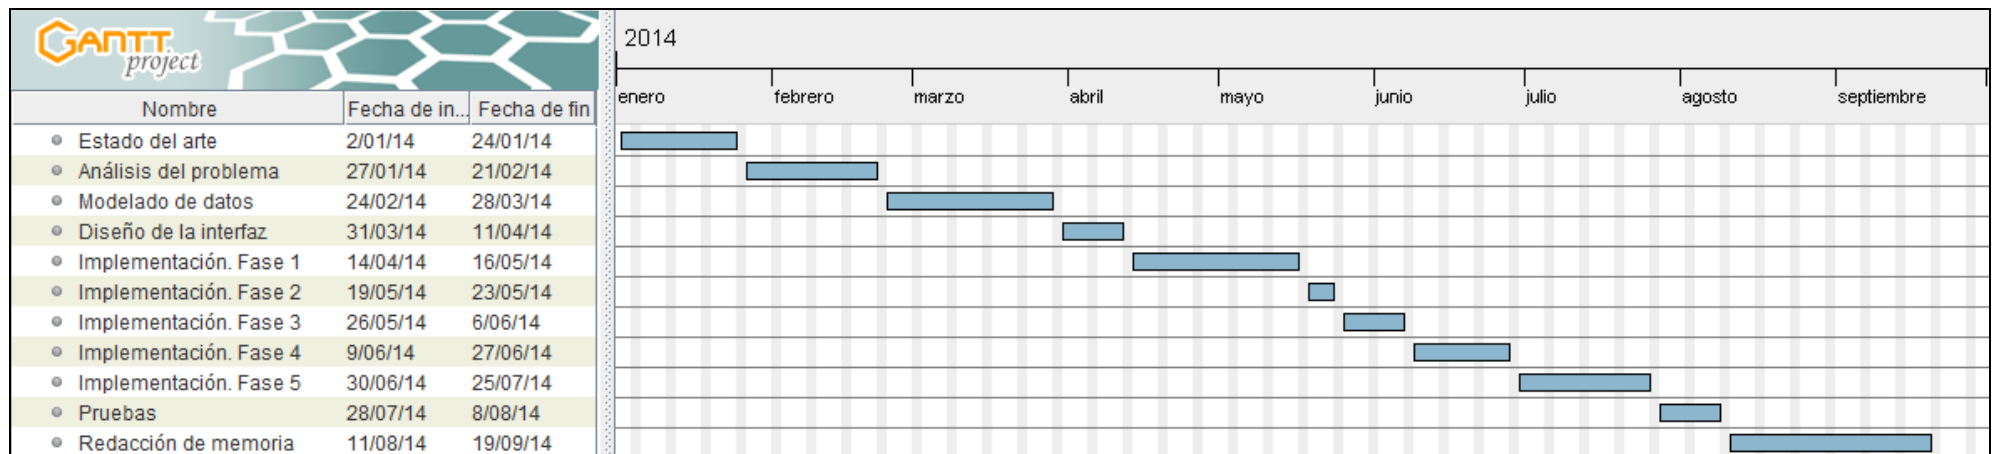 GANTT
project
2014
enero febrero marzo abril mayo junio julio agosto septiembre
Nombre Fecha de in... Fecha de fin
Estado del arte 2/01/14 24/01/14
Análisis del problema 27/01/14 21/02/14
Modelado de datos 24/02/14 28/03/14
Diseño de la interfaz 31/03/14 11/04/14
Implementación. Fase 1 14/04/14 16/05/14
Implementación. Fase 2 19/05/14 23/05/14
Implementación. Fase 3 26/05/14 6/06/14
Implementación. Fase 4 9/06/14 27/06/14
Implementación. Fase 5 30/06/14 25/07/14
Pruebas 28/07/14 8/08/14
Redacción de memoria 11/08/14 19/09/14